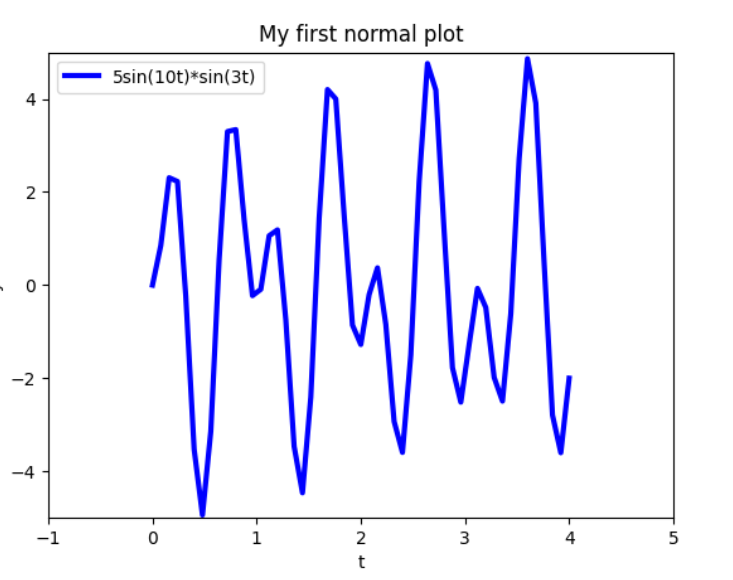 My first normal plot
5sin(10t)*sin(3t)
4
2
0
−2
−4
−1 0 1 2 3 4 5
t